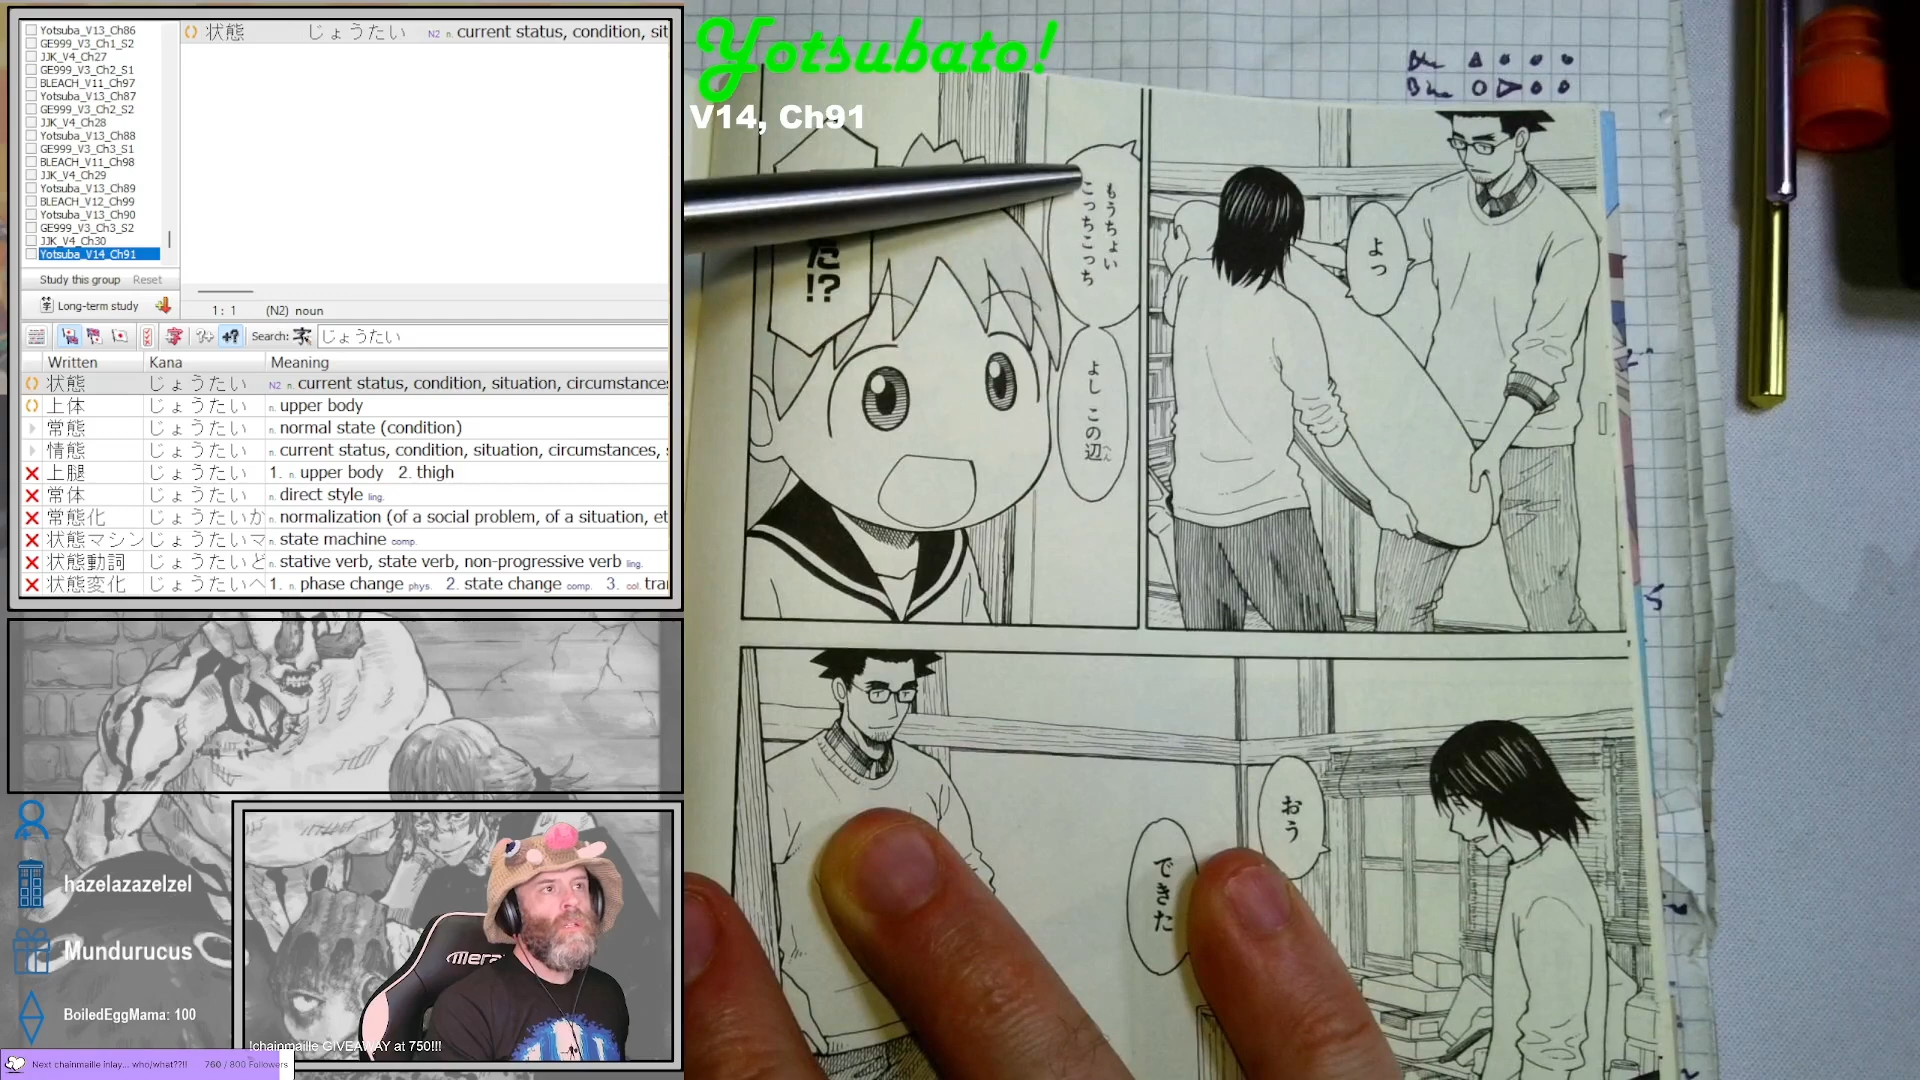 Yotsuba_V13_Ch86
GE999_V3_Ch1_S2
JJK_V4_Ch27
GE999_V3_Ch2_S1
BLEACH_V11_Ch97
Yotsuba_V13_Ch87
GE999_V3_Ch2_S2
JJK_V4_Ch28
Yotsuba_V13_Ch88
GE999_V3_Ch3_S1
BLEACH_V11_Ch98
JJK_V4_Ch29
Yotsuba_V13_Ch89
BLEACH_V12_Ch99
Yotsuba_V13_Ch90
GE999_V3_Ch3_S2
JJK_V4_Ch30
Yotsuba_V14_Ch91
Study this group Reset
Long-term study
状態 じょうたい N2 n. current status, condition, sit
1: 1 (N2) noun
Search: じょうたい
Written Kana Meaning
状態 じょうたい N2 n. current status, condition, situation, circumstances
上体 じょうたい n. upper body
常態 じょうたい n. normal state (condition)
情態 じょうたい n. current status, condition, situation, circumstances,
上腿 じょうたい 1. n. upper body 2. thigh
常体 じょうたい n. direct style ling.
常態化 じょうたいか n. normalization (of a social problem, of a situation, et
状態マシン じょうたいマ n. state machine comp.
状態動詞 じょうたいど n. stative verb, state verb, non-progressive verb ling.
状態変化 じょうたいへ 1. n. phase change phys. 2. state change comp. 3. col. tra
Yotsubato!
V14, Ch91
よっ
もうちょい
こっちこっち
よし この辺
へん
た!?
おう
できた
hazelazazelzel
Mundurucus
BoiledEggMama: 100
!chainmaille GIVEAWAY at 750!!!
Next chainmaille inlay... who/what??!! 760 / 800 Followers